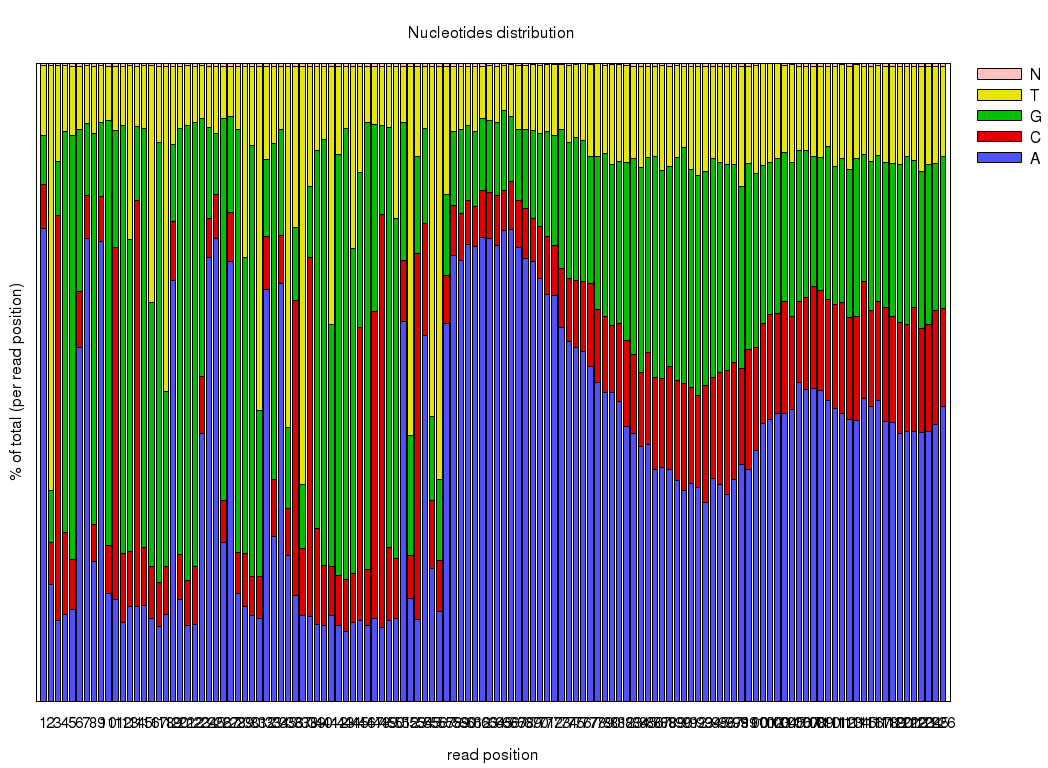 Nucleotides distribution
N
T
G
C
A
% of total (per read position)
read position